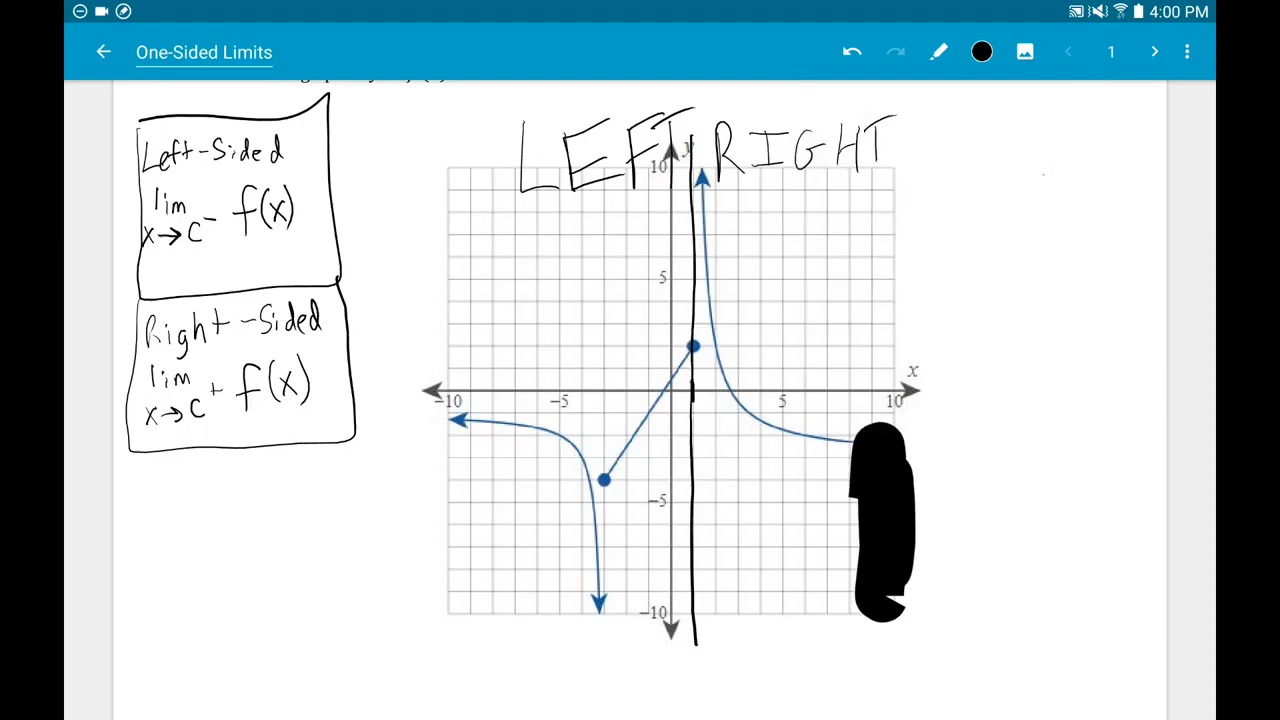 4:00 PM
One-Sided Limits
1
Left-Sided
lim
x→c⁻ f(x)
Right-Sided
lim
x→c⁺ f(x)
LEFT RIGHT
y
10
5
x
−10
−5
5
10
−5
−10